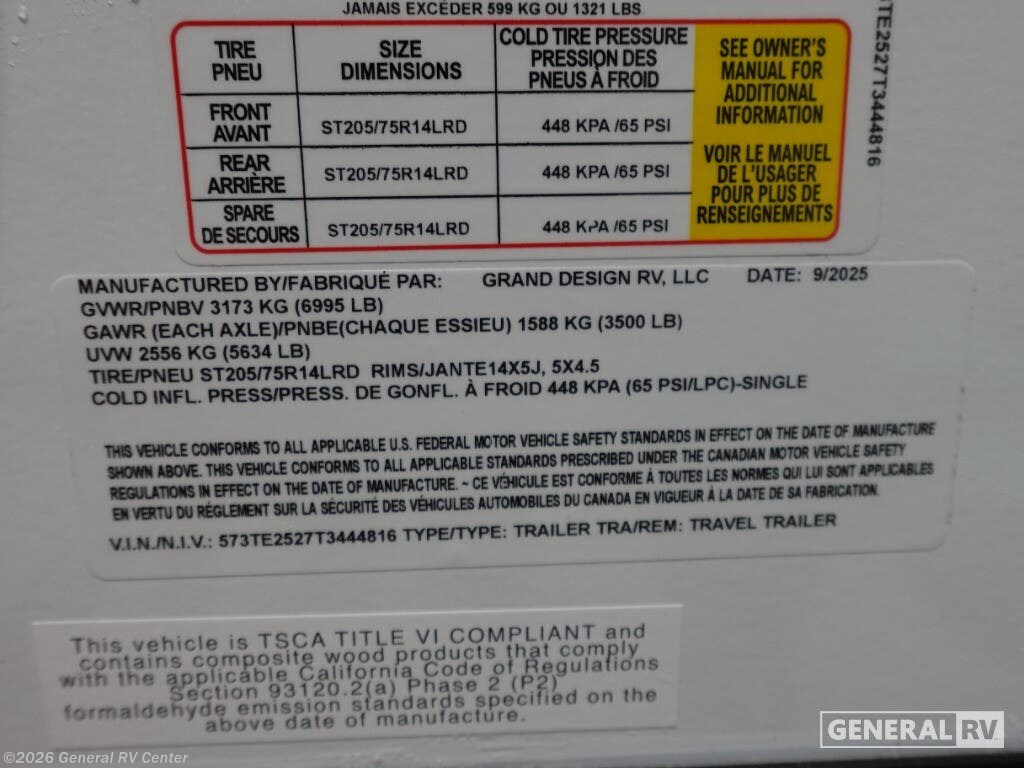 JAMAIS EXCÉDER 599 KG OU 1321 LBS
TIRE PNEU SIZE DIMENSIONS COLD TIRE PRESSURE PRESSION DES PNEUS À FROID
FRONT AVANT ST205/75R14LRD 448 KPA /65 PSI
REAR ARRIÈRE ST205/75R14LRD 448 KPA /65 PSI
SPARE DE SECOURS ST205/75R14LRD 448 KPA /65 PSI
SEE OWNER'S
MANUAL FOR
ADDITIONAL
INFORMATION
VOIR LE MANUEL
DE L'USAGER
POUR PLUS DE
RENSEIGNEMENTS
TE2527T3444816
MANUFACTURED BY/FABRIQUÉ PAR: GRAND DESIGN RV, LLC DATE: 9/2025
GVWR/PNBV 3173 KG (6995 LB)
GAWR (EACH AXLE)/PNBE(CHAQUE ESSIEU) 1588 KG (3500 LB)
UVW 2556 KG (5634 LB)
TIRE/PNEU ST205/75R14LRD RIMS/JANTE14X5J, 5X4.5
COLD INFL. PRESS/PRESS. DE GONFL. À FROID 448 KPA (65 PSI/LPC)-SINGLE
THIS VEHICLE CONFORMS TO ALL APPLICABLE U.S. FEDERAL MOTOR VEHICLE SAFETY STANDARDS IN EFFECT ON THE DATE OF MANUFACTURE
SHOWN ABOVE. THIS VEHICLE CONFORMS TO ALL APPLICABLE STANDARDS PRESCRIBED UNDER THE CANADIAN MOTOR VEHICLE SAFETY
REGULATIONS IN EFFECT ON THE DATE OF MANUFACTURE. ~ CE VÉHICULE EST CONFORME À TOUTES LES NORMES QUI LUI SONT APPLICABLES
EN VERTU DU RÉGLEMENT SUR LA SÉCURITÉ DES VÉHICULES AUTOMOBILES DU CANADA EN VIGUEUR À LA DATE DE SA FABRICATION.
V.I.N./N.I.V.: 573TE2527T3444816 TYPE/TYPE: TRAILER TRA/REM: TRAVEL TRAILER
This vehicle is TSCA TITLE VI COMPLIANT and
contains composite wood products that comply
with the applicable California Code of Regulations
Section 93120.2(a) Phase 2 (P2)
formaldehyde emission standards specified on the
above date of manufacture.
GENERAL RV
©2026 General RV Center